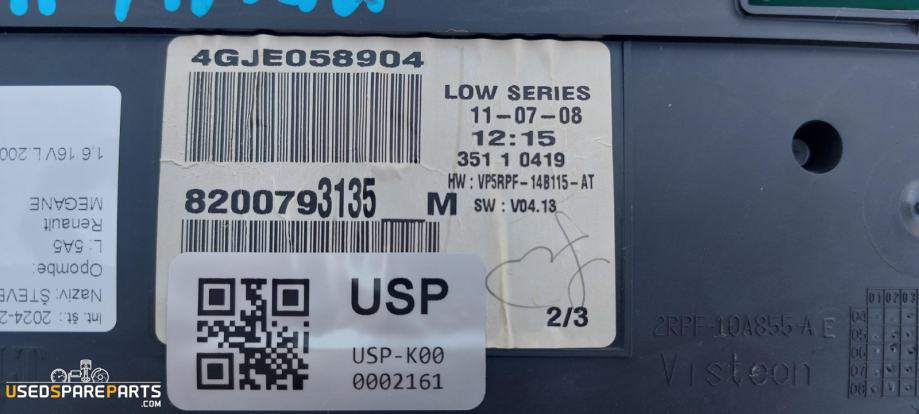 4GJE058904
LOW SERIES
11-07-08
12:15
351 1 0419
HW : VP5RPF-14B115-AT
8200793135__M
SW : V04.13
2/3
USP
USP-K00
0002161
1,6 16V L.200
MEGANE
Renault
L: 5A5
Opombe:
Naziv: ŠTEVE
Int. št.: 2024-2
2RPF-10A855-A E
Visteon
01 02 03
04
05
06
07
08
USEDSPAREPARTS
.COM